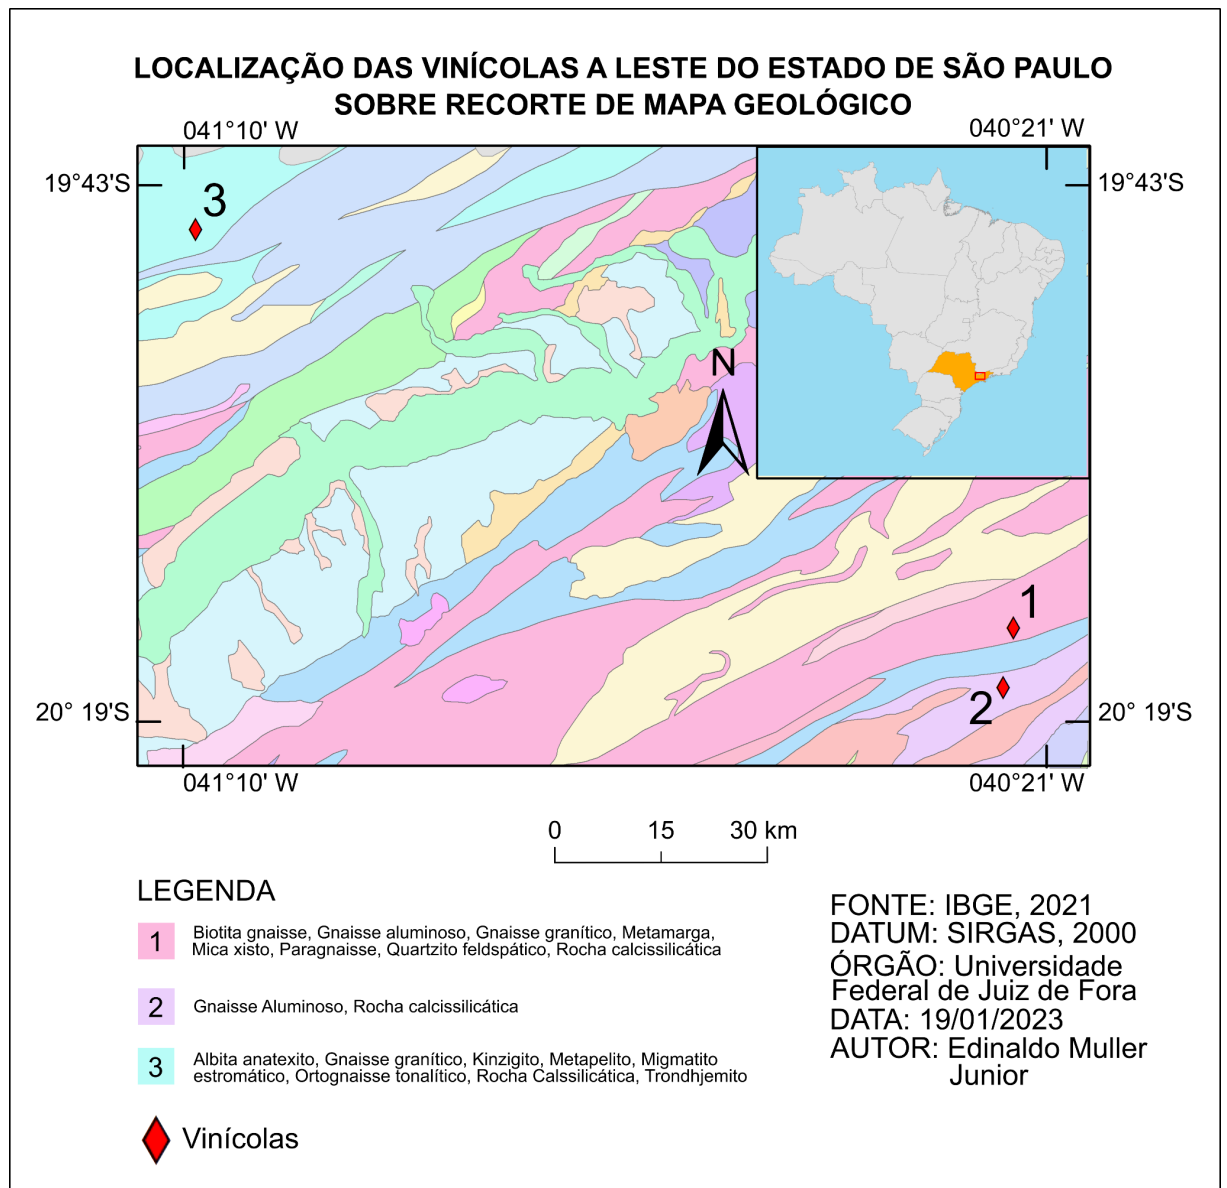 LOCALIZAÇÃO DAS VINÍCOLAS A LESTE DO ESTADO DE SÃO PAULO
SOBRE RECORTE DE MAPA GEOLÓGICO
041°10' W
040°21' W
19°43'S
19°43'S
3
N
1
2
20° 19'S
20° 19'S
041°10' W
040°21' W
0 15 30 km
LEGENDA
1 Biotita gnaisse, Gnaisse aluminoso, Gnaisse granítico, Metamarga,
Mica xisto, Paragnaisse, Quartzito feldspático, Rocha calcissilicática
2 Gnaisse Aluminoso, Rocha calcissilicática
3 Albita anatexito, Gnaisse granítico, Kinzigito, Metapelito, Migmatito
estromático, Ortognaisse tonalítico, Rocha Calssilicática, Trondhjemito
Vinícolas
FONTE: IBGE, 2021
DATUM: SIRGAS, 2000
ÓRGÃO: Universidade
Federal de Juiz de Fora
DATA: 19/01/2023
AUTOR: Edinaldo Muller
Junior